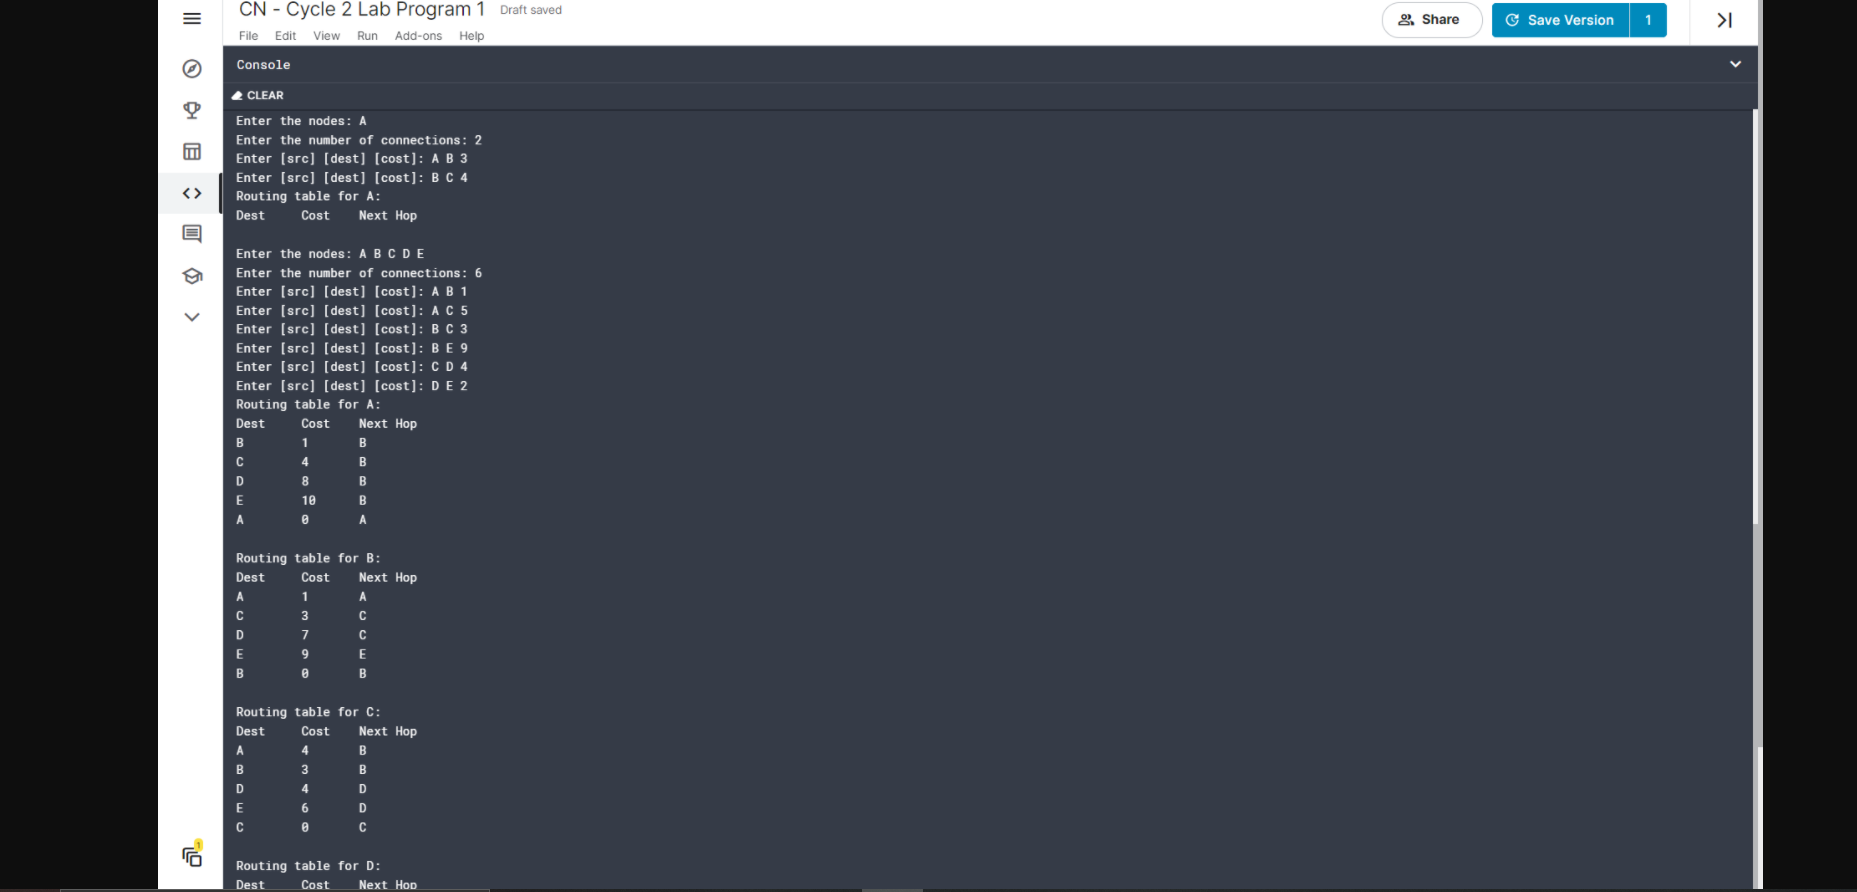 CN - Cycle 2 Lab Program 1 Draft saved
Share
Save Version 1
File Edit View Run Add-ons Help
Console
CLEAR
Enter the nodes: A
Enter the number of connections: 2
Enter [src] [dest] [cost]: A B 3
Enter [src] [dest] [cost]: B C 4
Routing table for A:
Dest Cost Next Hop
Enter the nodes: A B C D E
Enter the number of connections: 6
Enter [src] [dest] [cost]: A B 1
Enter [src] [dest] [cost]: A C 5
Enter [src] [dest] [cost]: B C 3
Enter [src] [dest] [cost]: B E 9
Enter [src] [dest] [cost]: C D 4
Enter [src] [dest] [cost]: D E 2
Routing table for A:
Dest Cost Next Hop
B 1 B
C 4 B
D 8 B
E 10 B
A 0 A
Routing table for B:
Dest Cost Next Hop
A 1 A
C 3 C
D 7 C
E 9 E
B 0 B
Routing table for C:
Dest Cost Next Hop
A 4 B
B 3 B
D 4 D
E 6 D
C 0 C
1
Routing table for D:
Dest Cost Next Hop